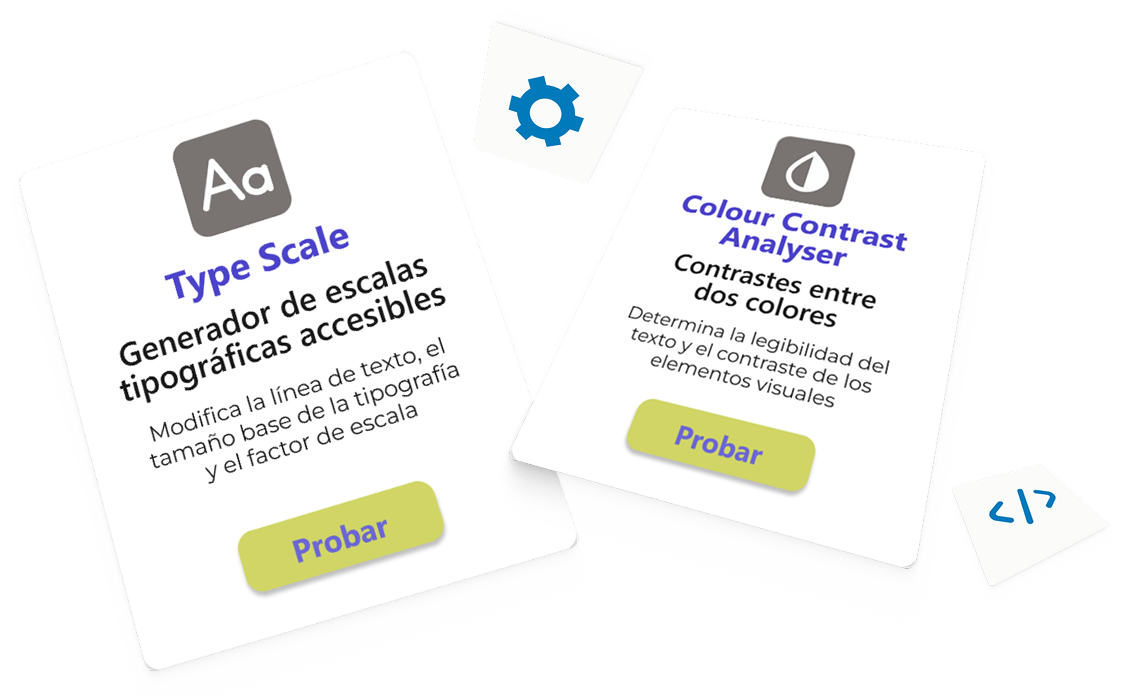 Aa
Type Scale
Generador de escalas
tipográficas accesibles
Modifica la línea de texto, el
tamaño base de la tipografía
y el factor de escala
Probar
Colour Contrast
Analyser
Contrastes entre
dos colores
Determina la legibilidad del
texto y el contraste de los
elementos visuales
Probar
</>